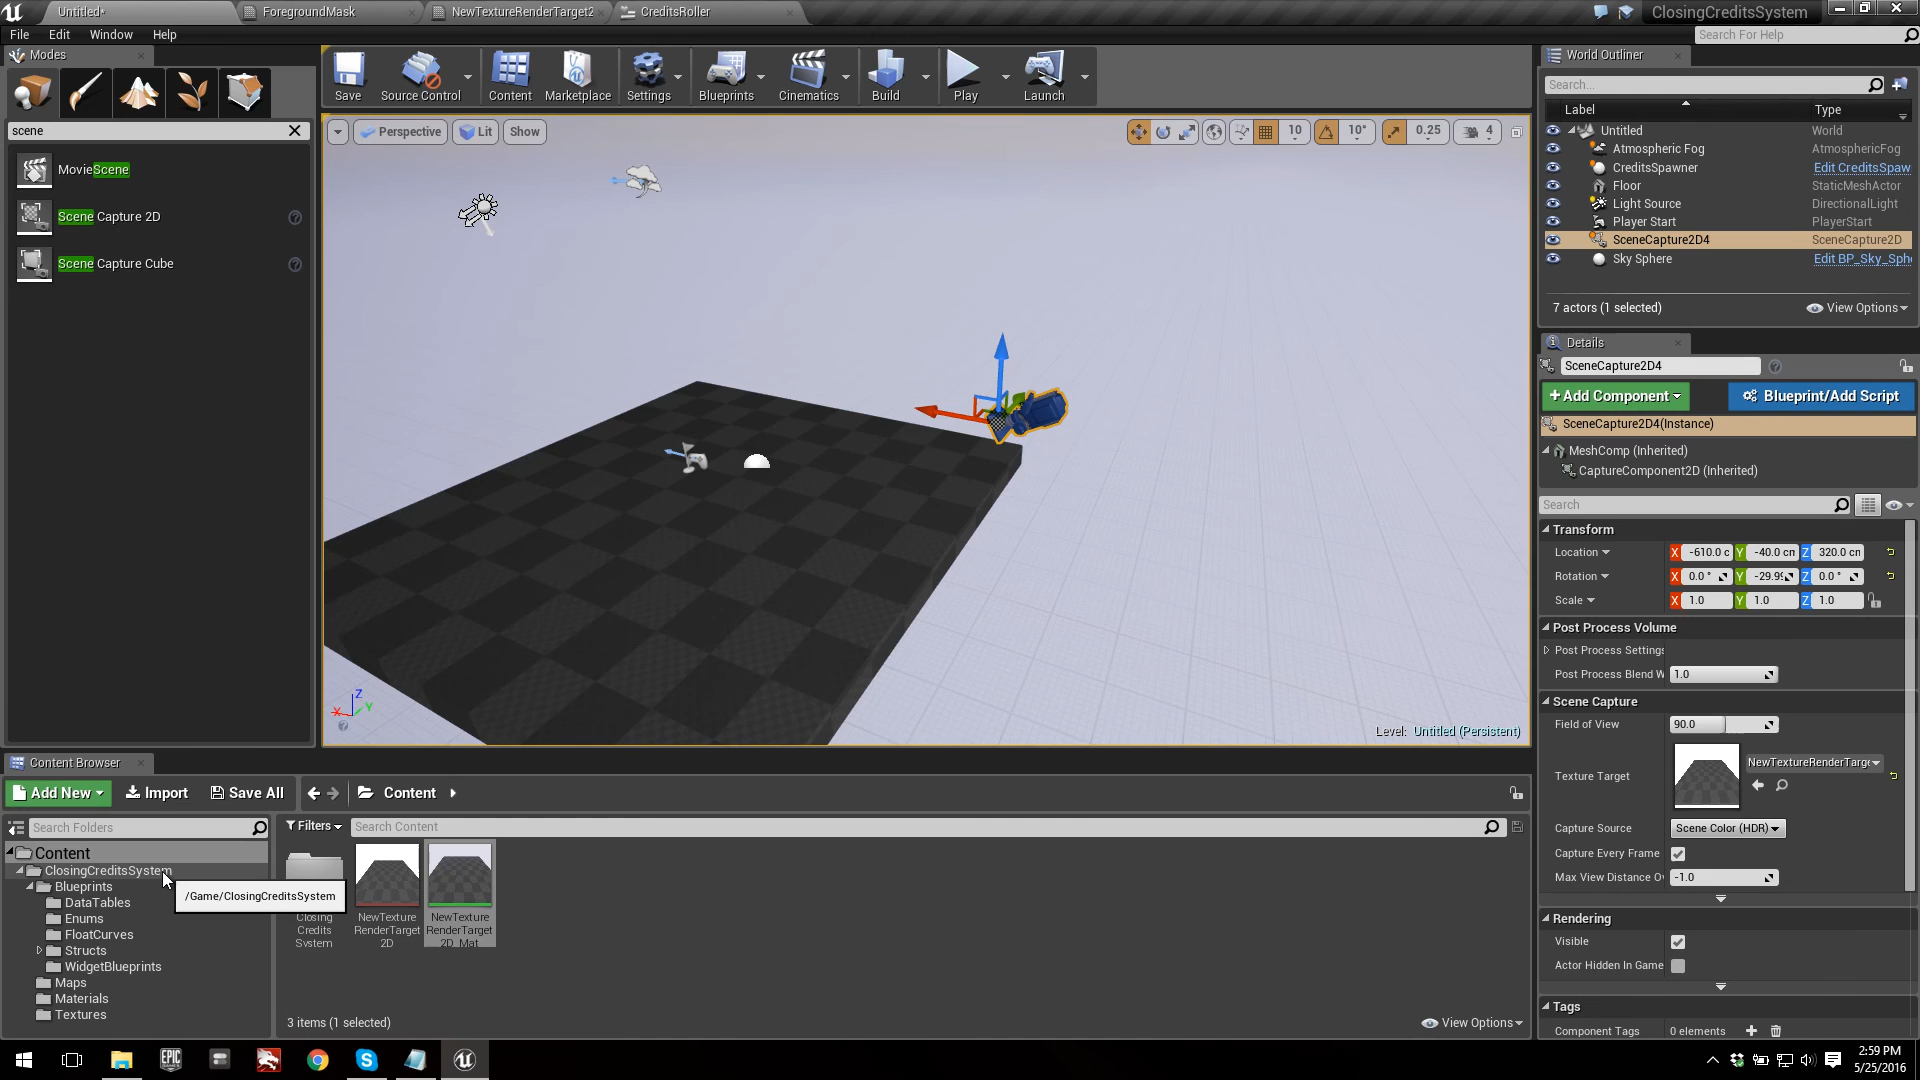 Untitled*
ForegroundMask
NewTextureRenderTarget2
CreditsRoller
ClosingCreditsSystem
File Edit Window Help
Search For Help
Modes
scene
MovieScene
Scene Capture 2D
Scene Capture Cube
Save
Source Control
Content
Marketplace
Settings
Blueprints
Cinematics
Build
Play
Launch
Perspective
Lit
Show
10
10°
0.25
4
Z
X
Y
Level: Untitled (Persistent)
World Outliner
Search...
Label Type
Untitled World
Atmospheric Fog AtmosphericFog
CreditsSpawner Edit CreditsSpaw
Floor StaticMeshActor
Light Source DirectionalLight
Player Start PlayerStart
SceneCapture2D4 SceneCapture2D
Sky Sphere Edit BP_Sky_Sph
7 actors (1 selected)
View Options
Details
SceneCapture2D4
+ Add Component
Blueprint/Add Script
SceneCapture2D4(Instance)
MeshComp (Inherited)
CaptureComponent2D (Inherited)
Search
Transform
Location X -610.0 c Y -40.0 cm Z 320.0 cm
Rotation X 0.0 ° Y -29.99 Z 0.0 °
Scale X 1.0 Y 1.0 Z 1.0
Post Process Volume
Post Process Settings
Post Process Blend W 1.0
Scene Capture
Field of View 90.0
Texture Target NewTextureRenderTarge
Capture Source Scene Color (HDR)
Capture Every Frame
Max View Distance Ov -1.0
Rendering
Visible
Actor Hidden In Game
Tags
Component Tags 0 elements
Content Browser
Add New
Import
Save All
Content
Search Folders
Filters
Search Content
Content
ClosingCreditsSystem
Blueprints
DataTables
Enums
FloatCurves
Structs
WidgetBlueprints
Maps
Materials
Textures
/Game/ClosingCreditsSystem
Closing
Credits
System
NewTexture
RenderTarget
2D
NewTexture
RenderTarget
2D_Mat
3 items (1 selected)
View Options
EPIC
GAMES
2:59 PM
5/25/2016